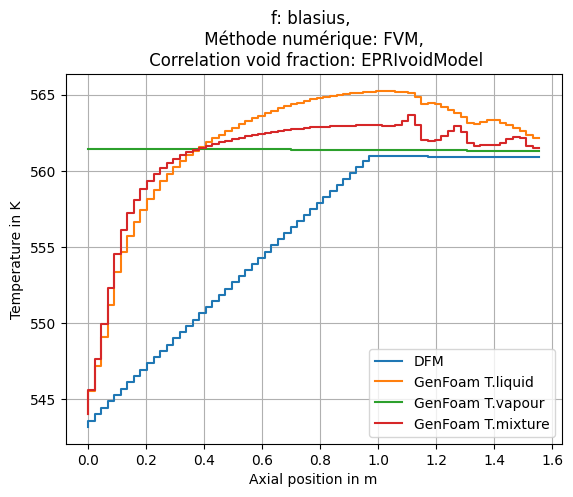 f: blasius,
Méthode numérique: FVM,
Correlation void fraction: EPRIvoidModel
565
560
555
550
545
Temperature in K
DFM
GenFoam T.liquid
GenFoam T.vapour
GenFoam T.mixture
0.0 0.2 0.4 0.6 0.8 1.0 1.2 1.4 1.6
Axial position in m